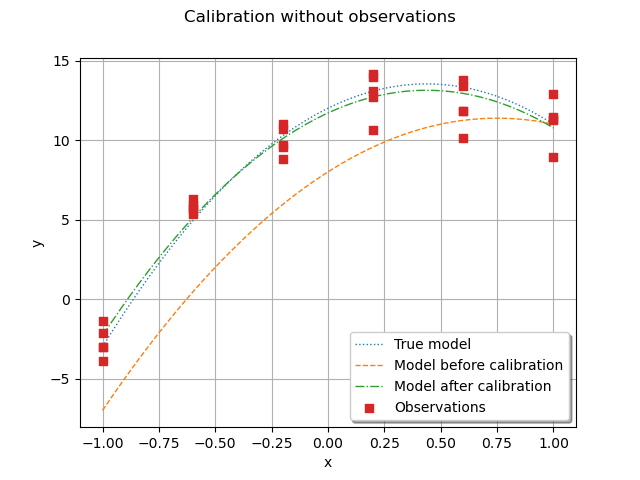 Calibration without observations
15
10
5
0
−5
y
−1.00 −0.75 −0.50 −0.25 0.00 0.25 0.50 0.75 1.00
x
True model
Model before calibration
Model after calibration
Observations